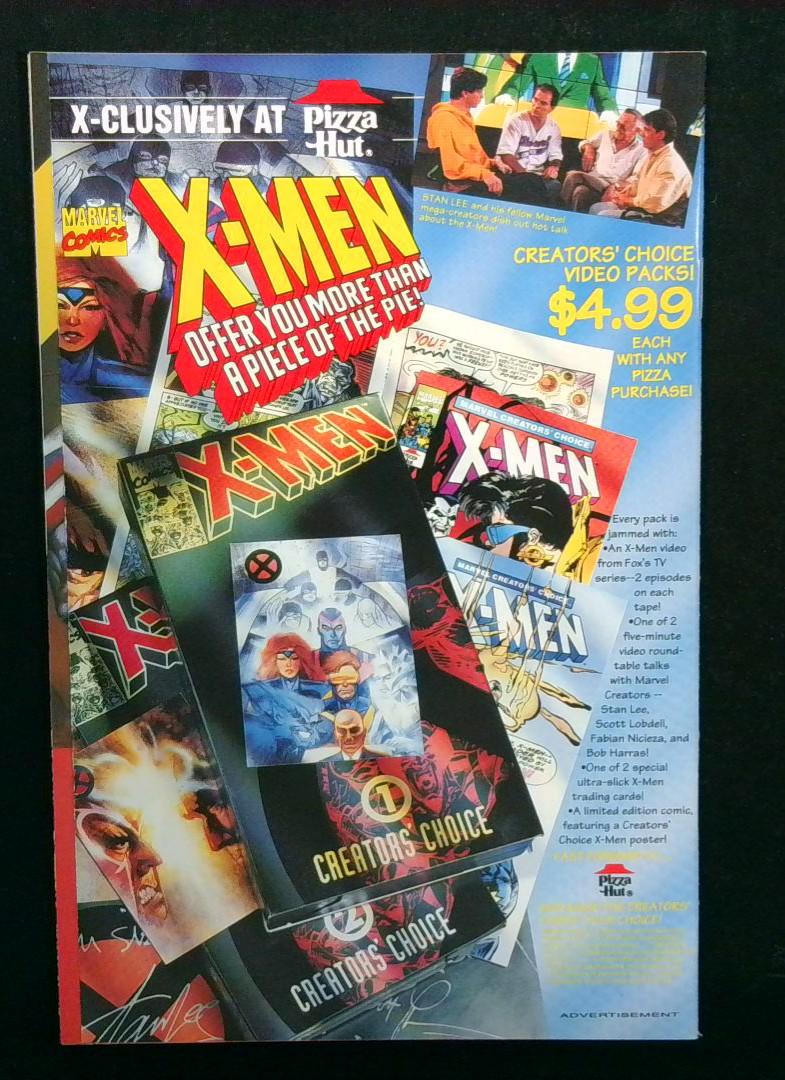 X-CLUSIVELY AT Pizza Hut®
MARVEL COMICS
X-MEN
OFFER YOU MORE THAN
A PIECE OF THE PIE!
STAN LEE and his fellow Marvel
mega-creators dish out hot talk
about the X-Men!
CREATORS' CHOICE
VIDEO PACKS!
$4.99
EACH
WITH ANY
PIZZA
PURCHASE!
YOU?
MARVEL CREATORS' CHOICE
X-MEN
X-MEN
MARVEL CREATORS' CHOICE
X-MEN
Every pack is
jammed with:
•An X-Men video
from Fox's TV
series--2 episodes
on each
tape!
•One of 2
five-minute
video round-
table talks
with Marvel
Creators --
Stan Lee,
Scott Lobdell,
Fabian Nicieza, and
Bob Harras!
•One of 2 special
ultra-slick X-Men
trading cards!
•A limited edition comic,
featuring a Creators'
Choice X-Men poster!
Pizza
Hut®
1
CREATORS' CHOICE
2
CREATORS' CHOICE
Stan Lee
ADVERTISEMENT